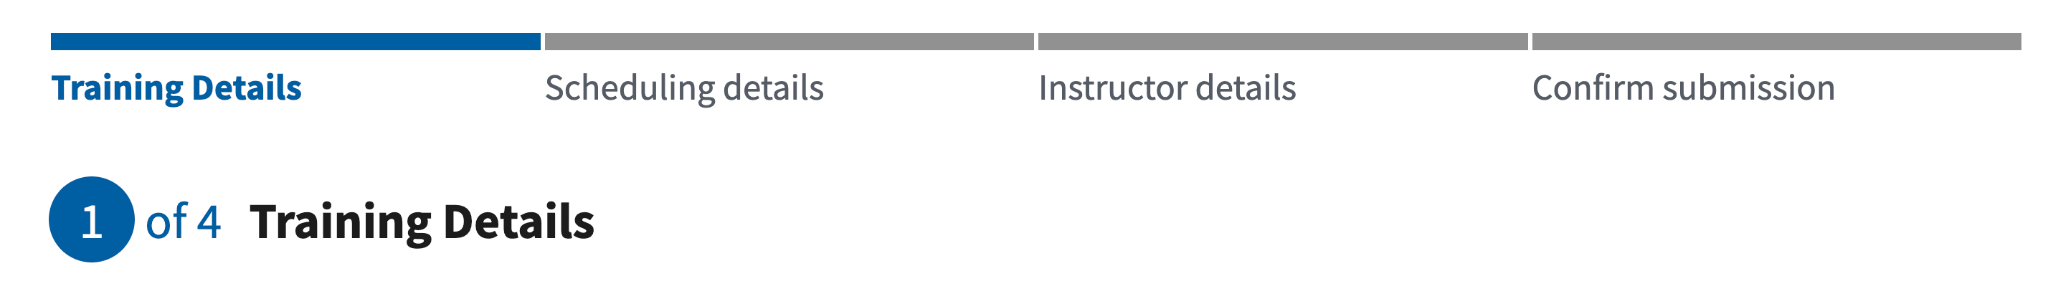 Training Details
Scheduling details
Instructor details
Confirm submission
1 of 4 Training Details